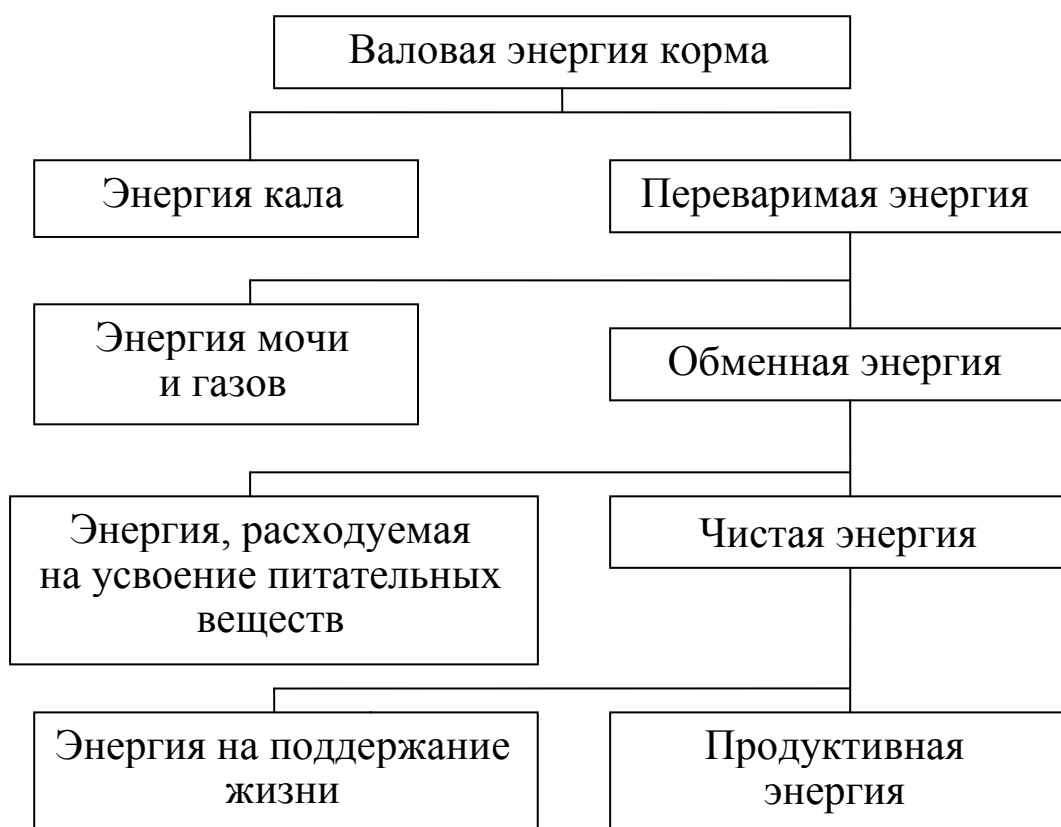 Валовая энергия корма
Энергия кала
Переваримая энергия
Энергия мочи
и газов
Обменная энергия
Энергия, расходуемая
на усвоение питательных
веществ
Чистая энергия
Энергия на поддержание
жизни
Продуктивная
энергия